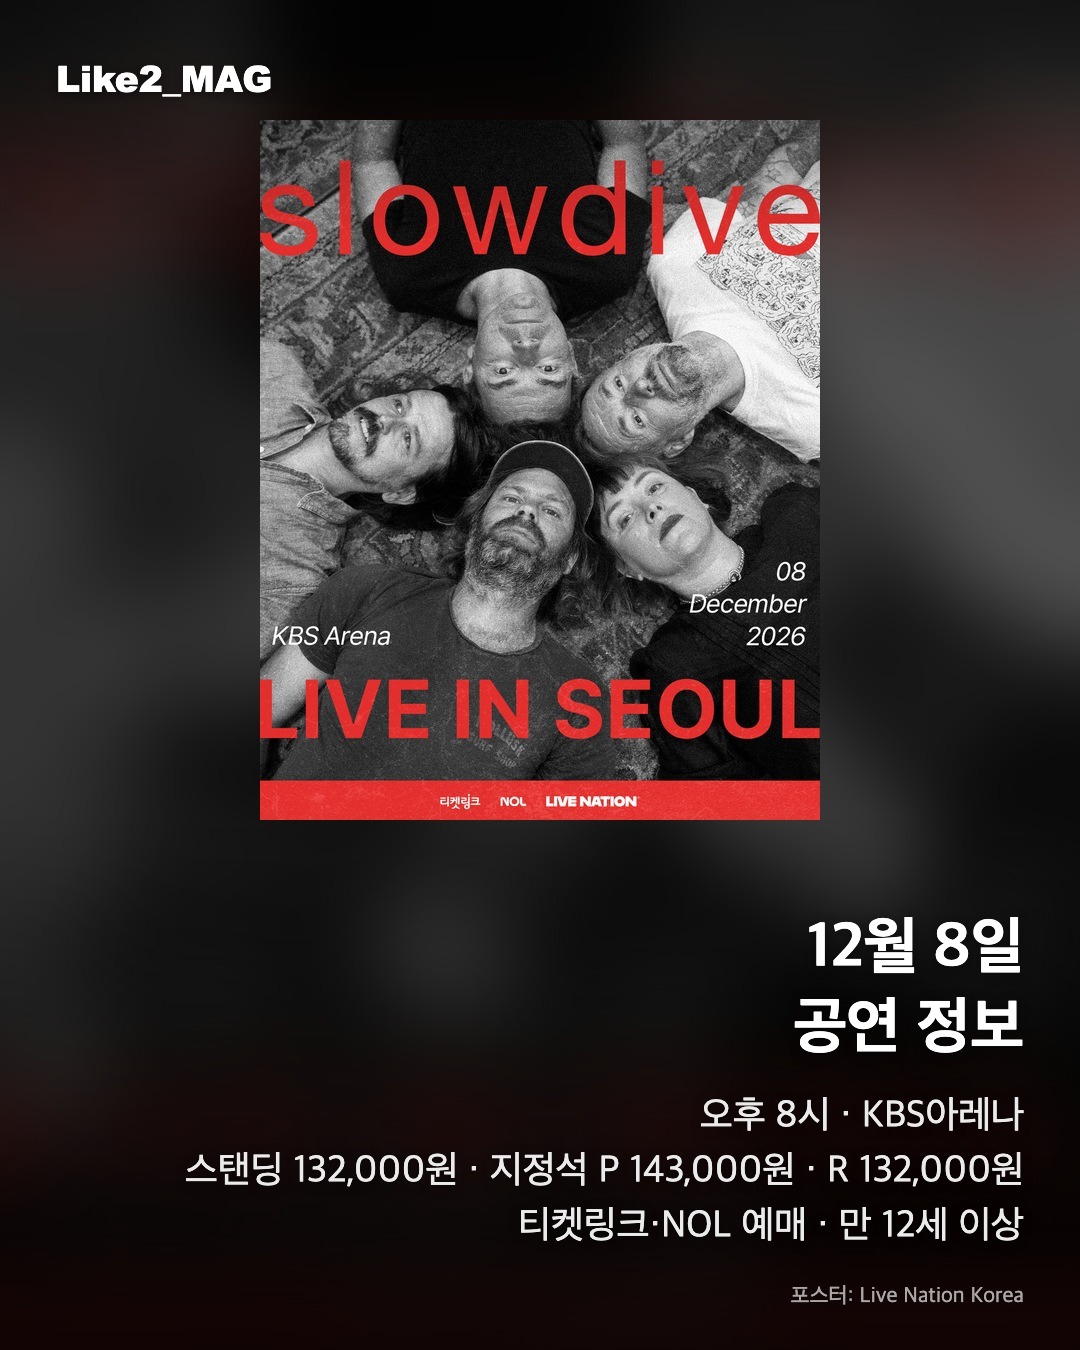 Like2_MAG
slowdive
08
December
2026
KBS Arena
LIVE IN SEOUL
티켓링크 NOL LIVE NATION
12월 8일
공연 정보
오후 8시 · KBS아레나
스탠딩 132,000원 · 지정석 P 143,000원 · R 132,000원
티켓링크·NOL 예매 · 만 12세 이상
포스터: Live Nation Korea